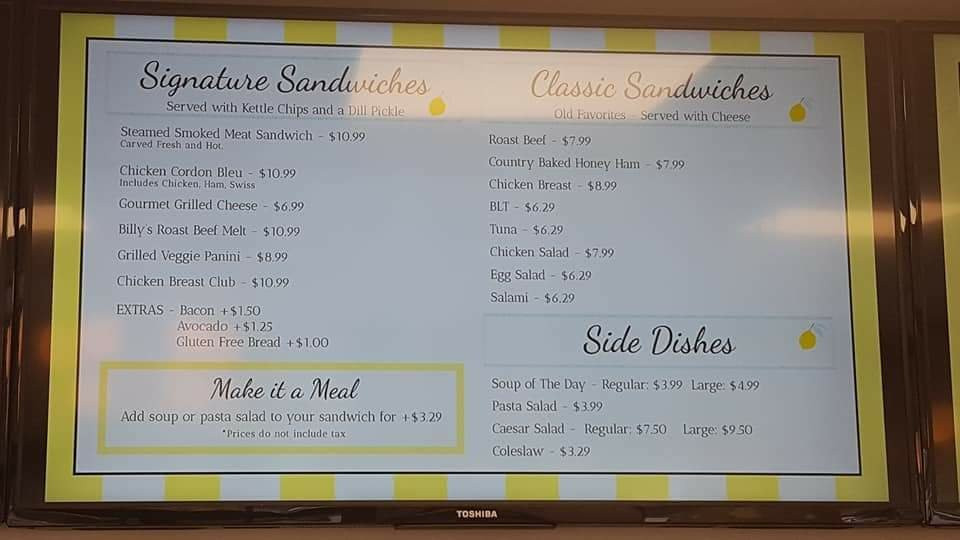 Signature Sandwiches
Served with Kettle Chips and a Dill Pickle
Steamed Smoked Meat Sandwich - $10.99
Carved Fresh and Hot.
Chicken Cordon Bleu - $10.99
Includes Chicken, Ham, Swiss
Gourmet Grilled Cheese - $6.99
Billy's Roast Beef Melt - $10.99
Grilled Veggie Panini - $8.99
Chicken Breast Club - $10.99
EXTRAS - Bacon +$1.50
Avocado +$1.25
Gluten Free Bread +$1.00
Make it a Meal
Add soup or pasta salad to your sandwich for +$3.29
*Prices do not include tax
Classic Sandwiches
Old Favorites - Served with Cheese
Roast Beef - $7.99
Country Baked Honey Ham - $7.99
Chicken Breast - $8.99
BLT - $6.29
Tuna - $6.29
Chicken Salad - $7.99
Egg Salad - $6.29
Salami - $6.29
Side Dishes
Soup of The Day - Regular: $3.99 Large: $4.99
Pasta Salad - $3.99
Caesar Salad - Regular: $7.50 Large: $9.50
Coleslaw - $3.29
TOSHIBA